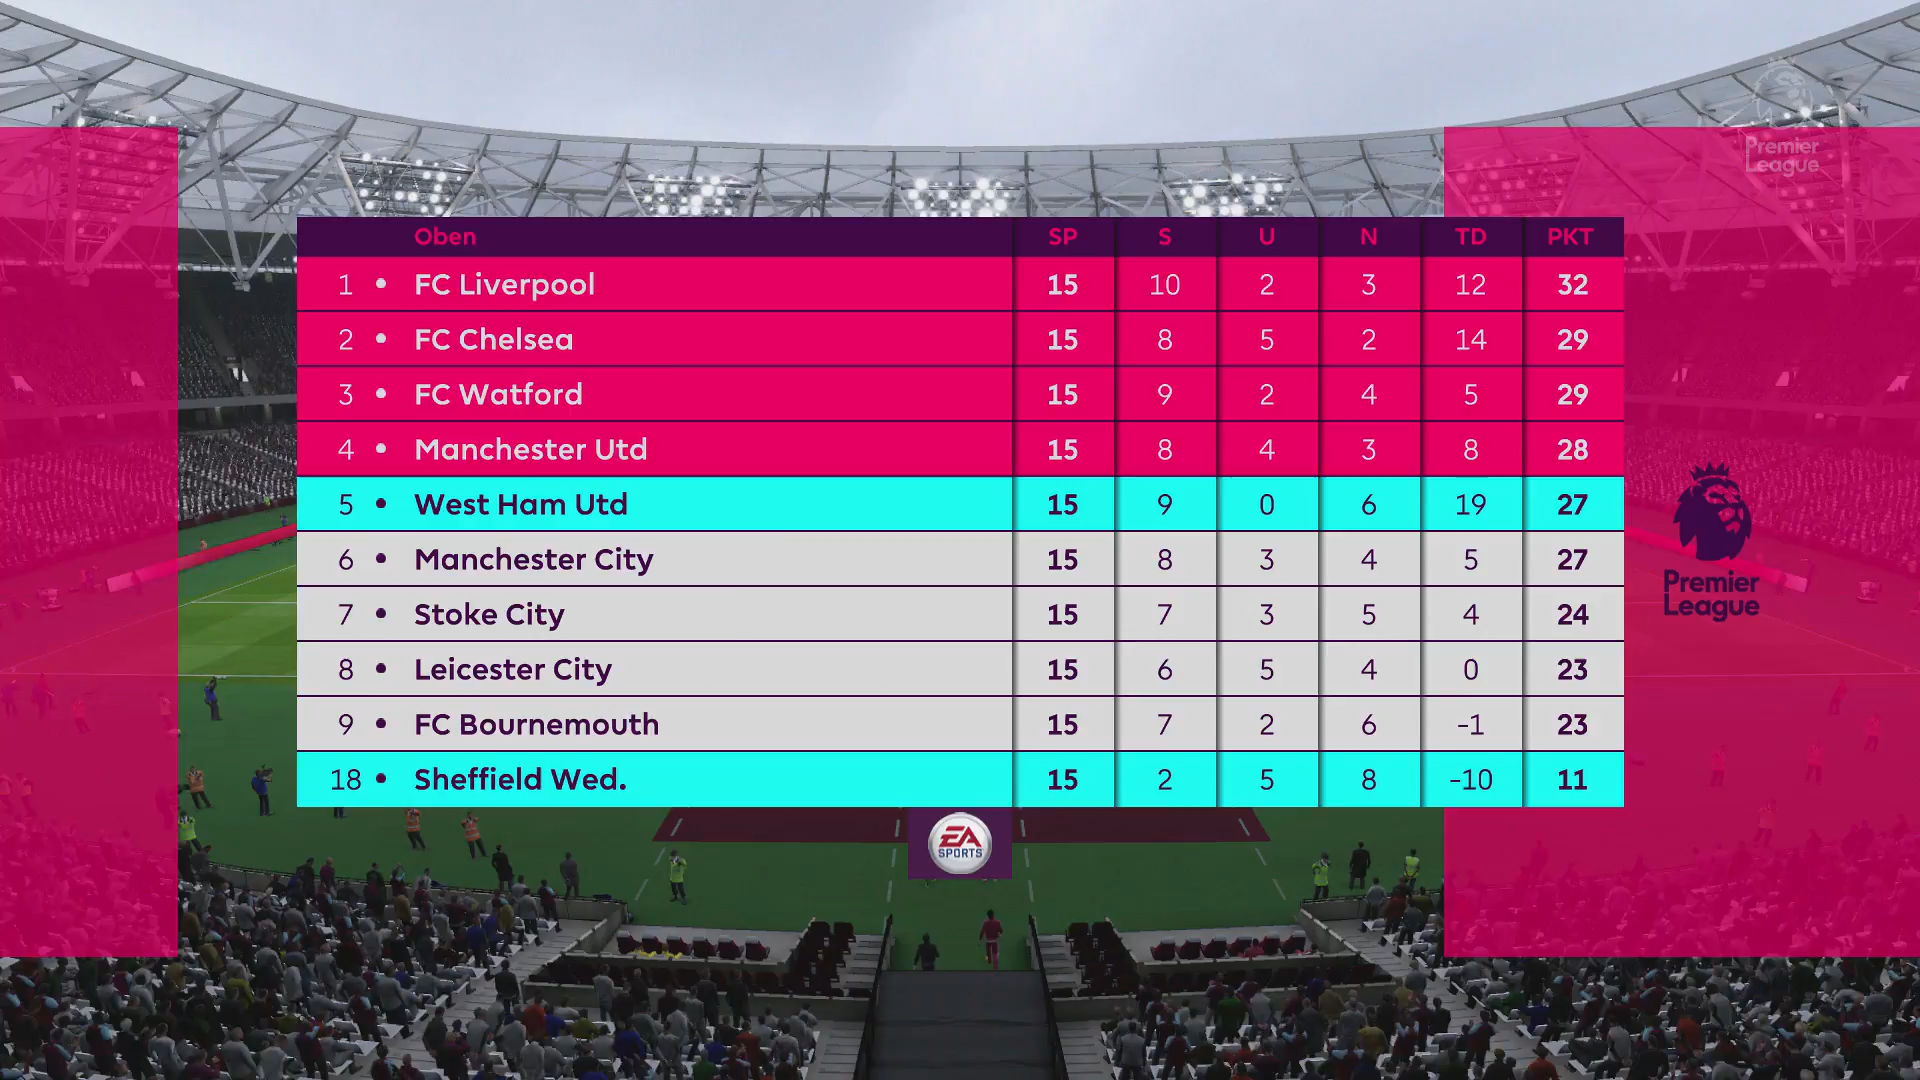 Premier
League
Oben SP S U N TD PKT
1 • FC Liverpool 15 10 2 3 12 32
2 • FC Chelsea 15 8 5 2 14 29
3 • FC Watford 15 9 2 4 5 29
4 • Manchester Utd 15 8 4 3 8 28
5 • West Ham Utd 15 9 0 6 19 27
6 • Manchester City 15 8 3 4 5 27
7 • Stoke City 15 7 3 5 4 24
8 • Leicester City 15 6 5 4 0 23
9 • FC Bournemouth 15 7 2 6 -1 23
18 • Sheffield Wed. 15 2 5 8 -10 11
Premier
League
EA
SPORTS